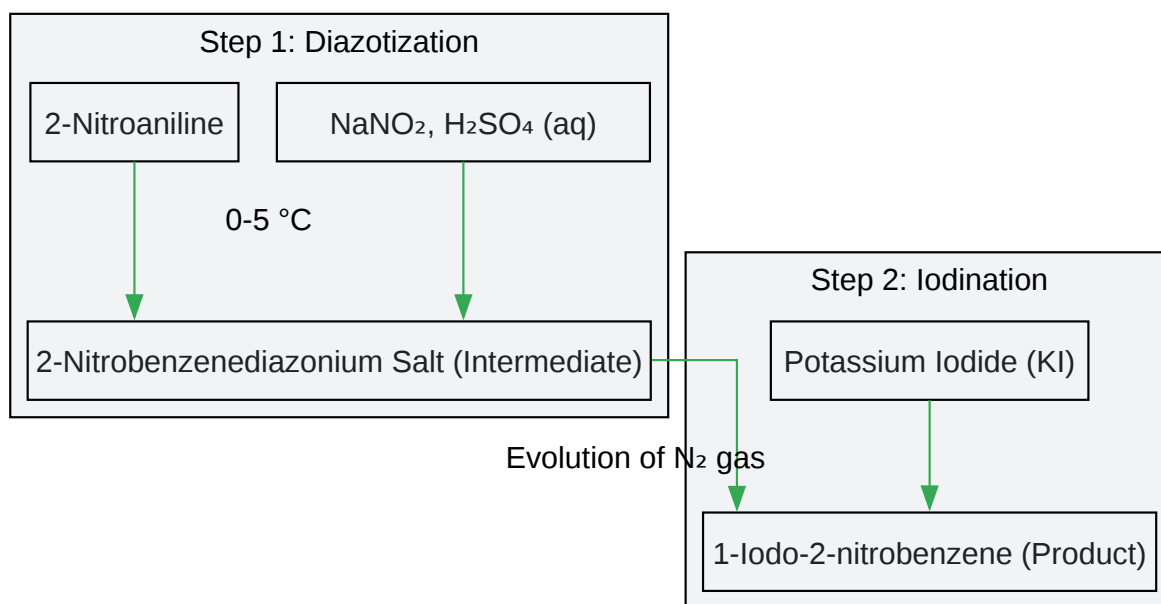 Step 1: Diazotization
2-Nitroaniline
NaNO₂, H₂SO₄ (aq)
0-5 °C
2-Nitrobenzenediazonium Salt (Intermediate)
Step 2: Iodination
Potassium Iodide (KI)
Evolution of N₂ gas
1-Iodo-2-nitrobenzene (Product)